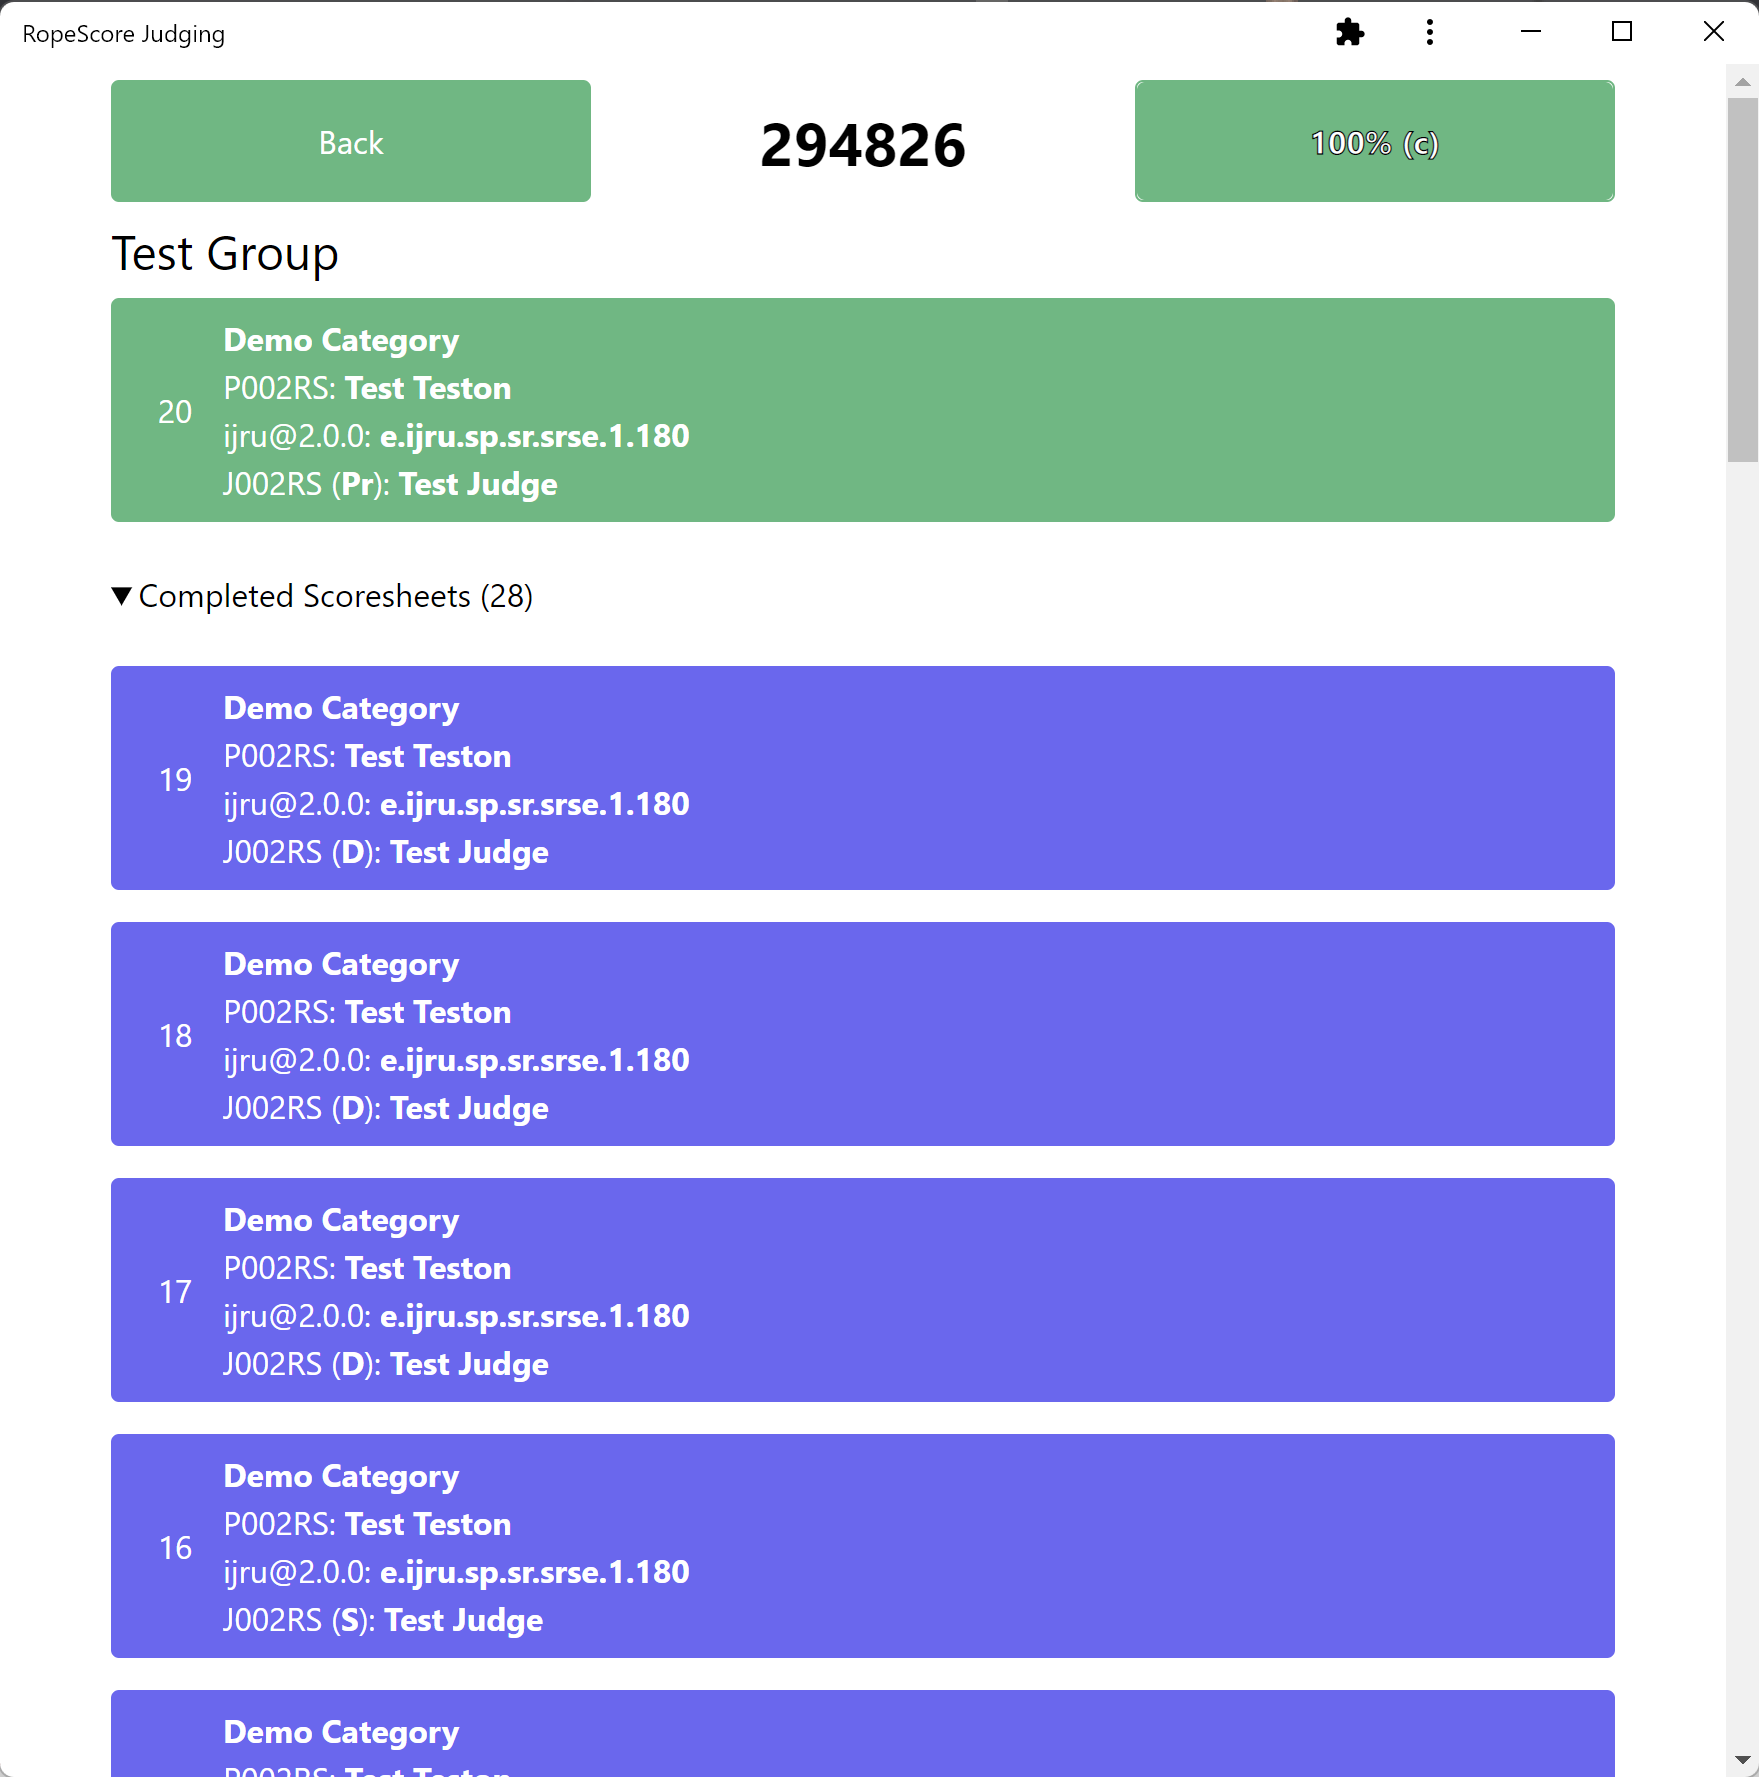 RopeScore Judging
Back
294826
100% (c)
Test Group
20
Demo Category
P002RS: Test Teston
ijru@2.0.0: e.ijru.sp.sr.srse.1.180
J002RS (Pr): Test Judge
Completed Scoresheets (28)
19
Demo Category
P002RS: Test Teston
ijru@2.0.0: e.ijru.sp.sr.srse.1.180
J002RS (D): Test Judge
18
Demo Category
P002RS: Test Teston
ijru@2.0.0: e.ijru.sp.sr.srse.1.180
J002RS (D): Test Judge
17
Demo Category
P002RS: Test Teston
ijru@2.0.0: e.ijru.sp.sr.srse.1.180
J002RS (D): Test Judge
16
Demo Category
P002RS: Test Teston
ijru@2.0.0: e.ijru.sp.sr.srse.1.180
J002RS (S): Test Judge
Demo Category
P002RS: Test Teston